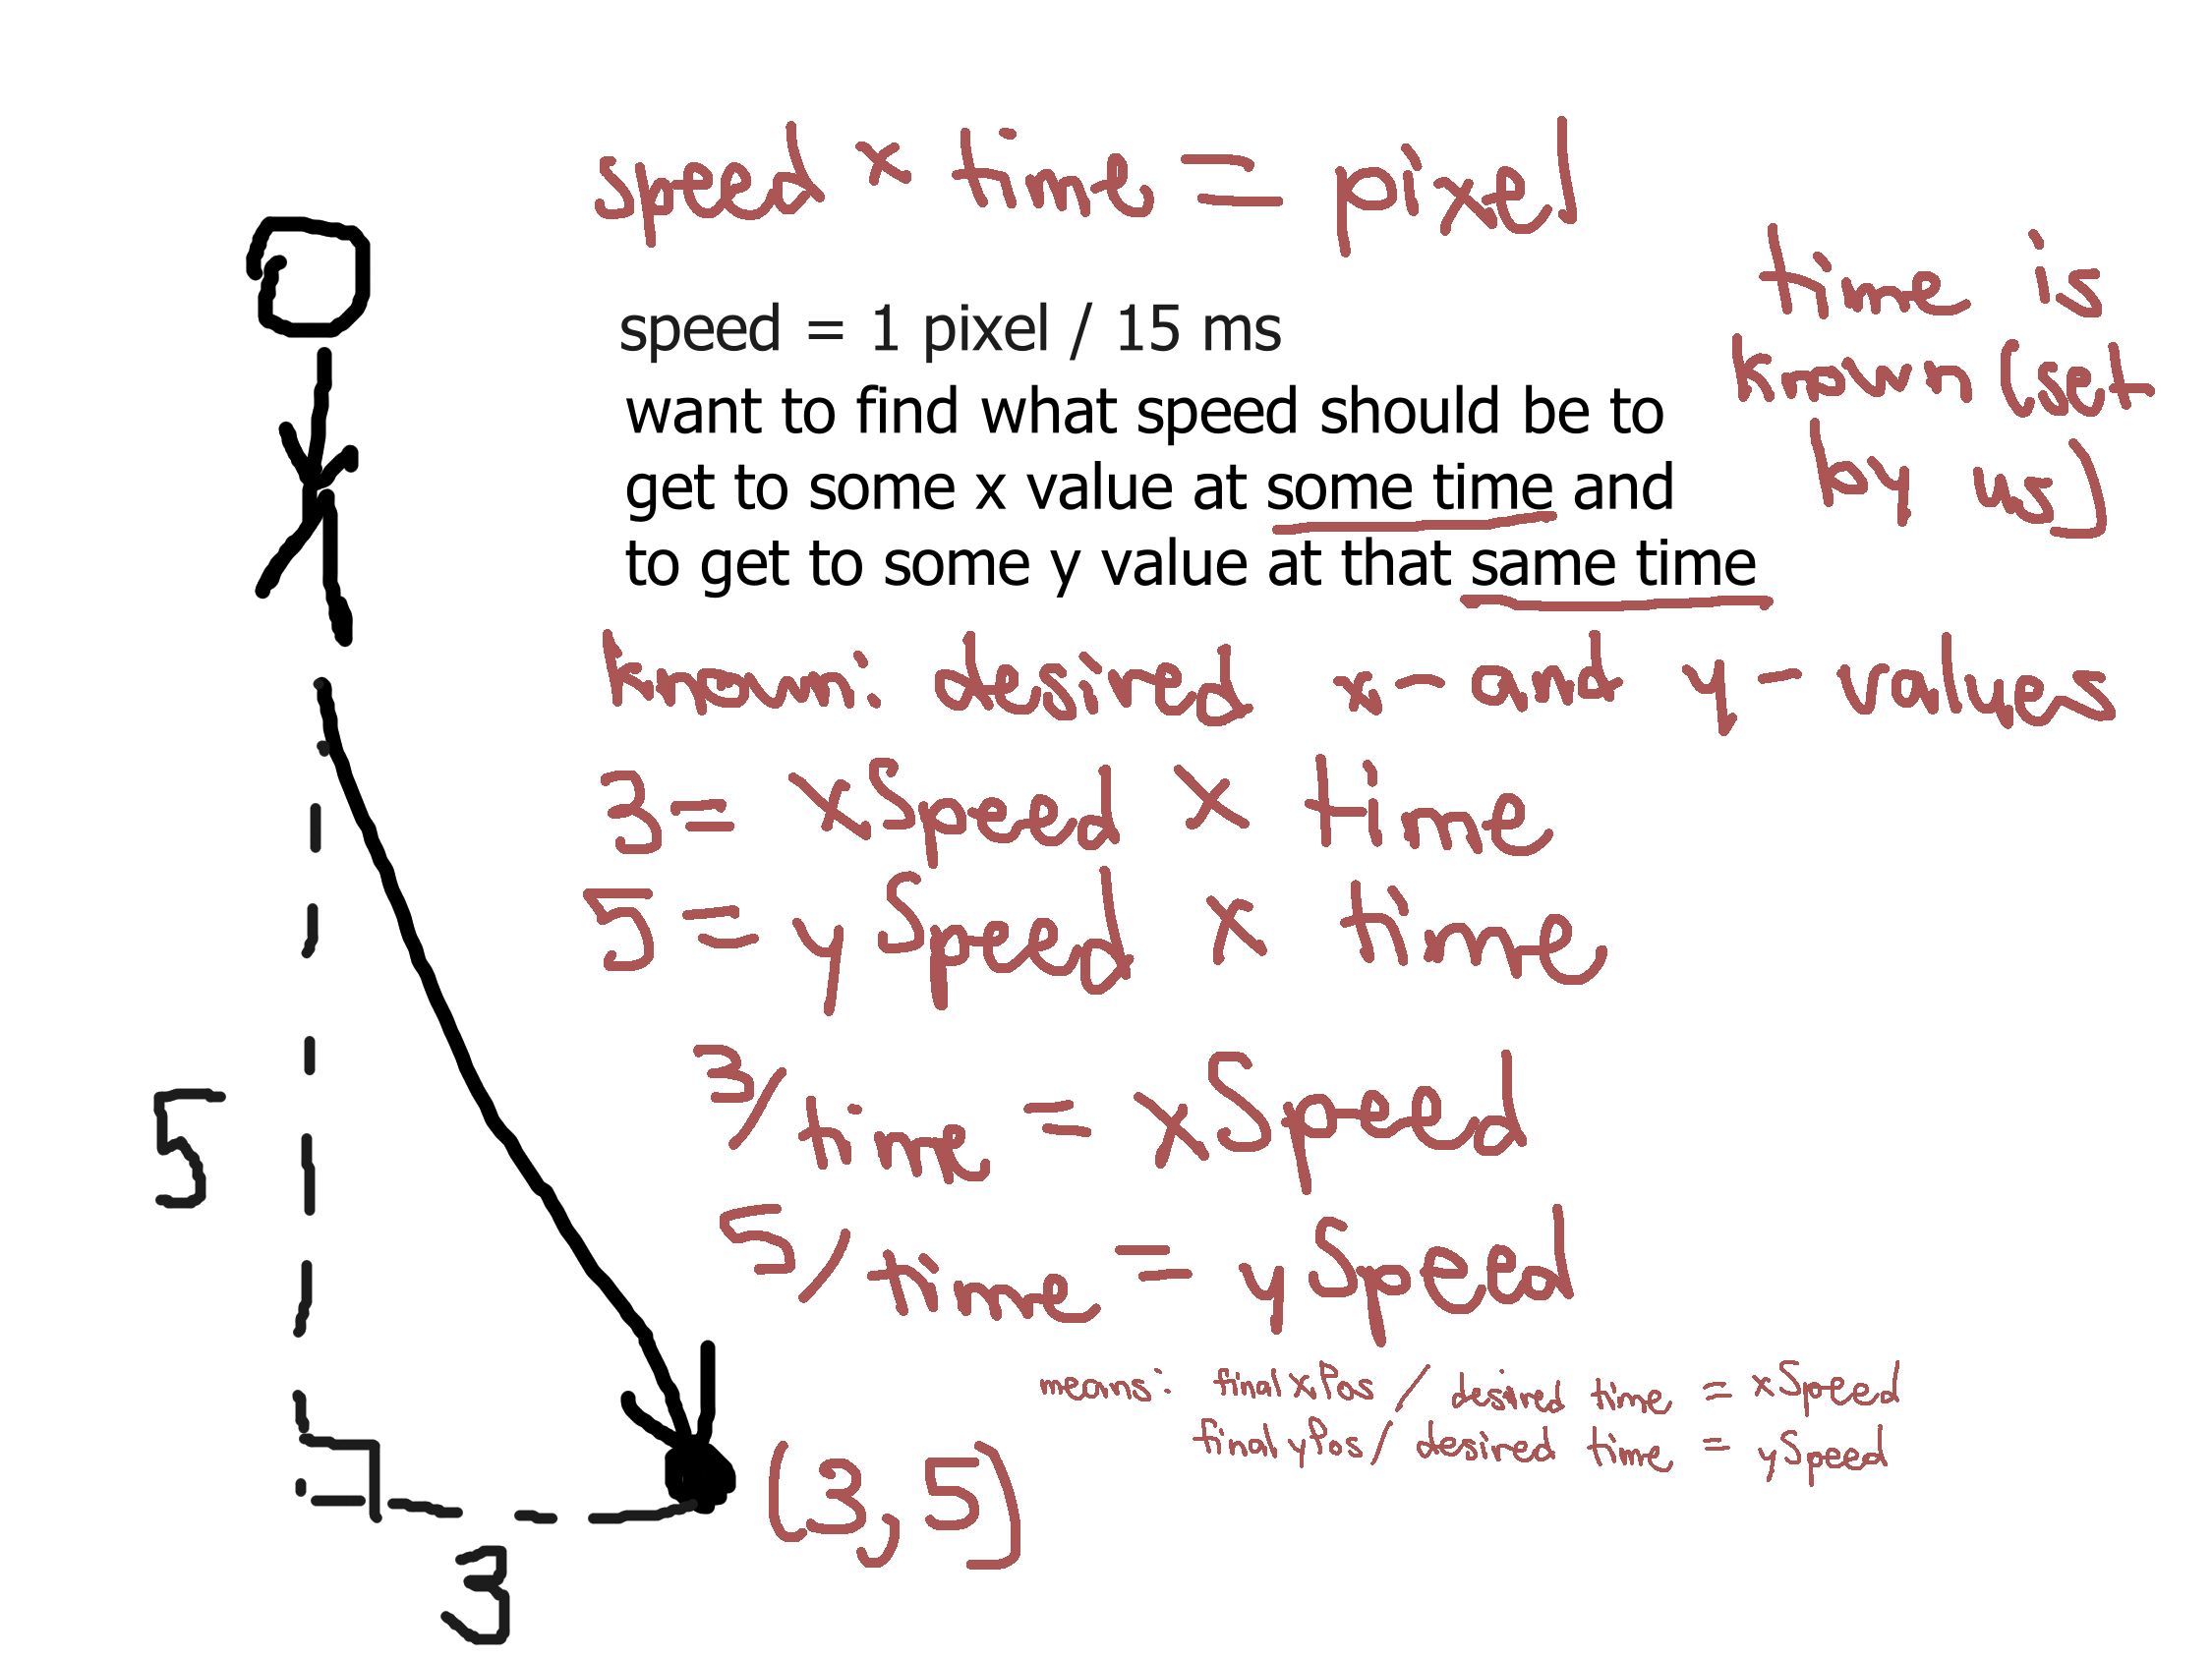 speed x time = pixel
time is
known (set
by us)
speed = 1 pixel / 15 ms
want to find what speed should be to
get to some x value at some time and
to get to some y value at that same time
known: desired x- and y- values
3 = xSpeed x time
5 = ySpeed x time
3/time = xSpeed
5/time = ySpeed
means: final xPos / desired time = xSpeed
final yPos / desired time = ySpeed
5
(3,5)
3